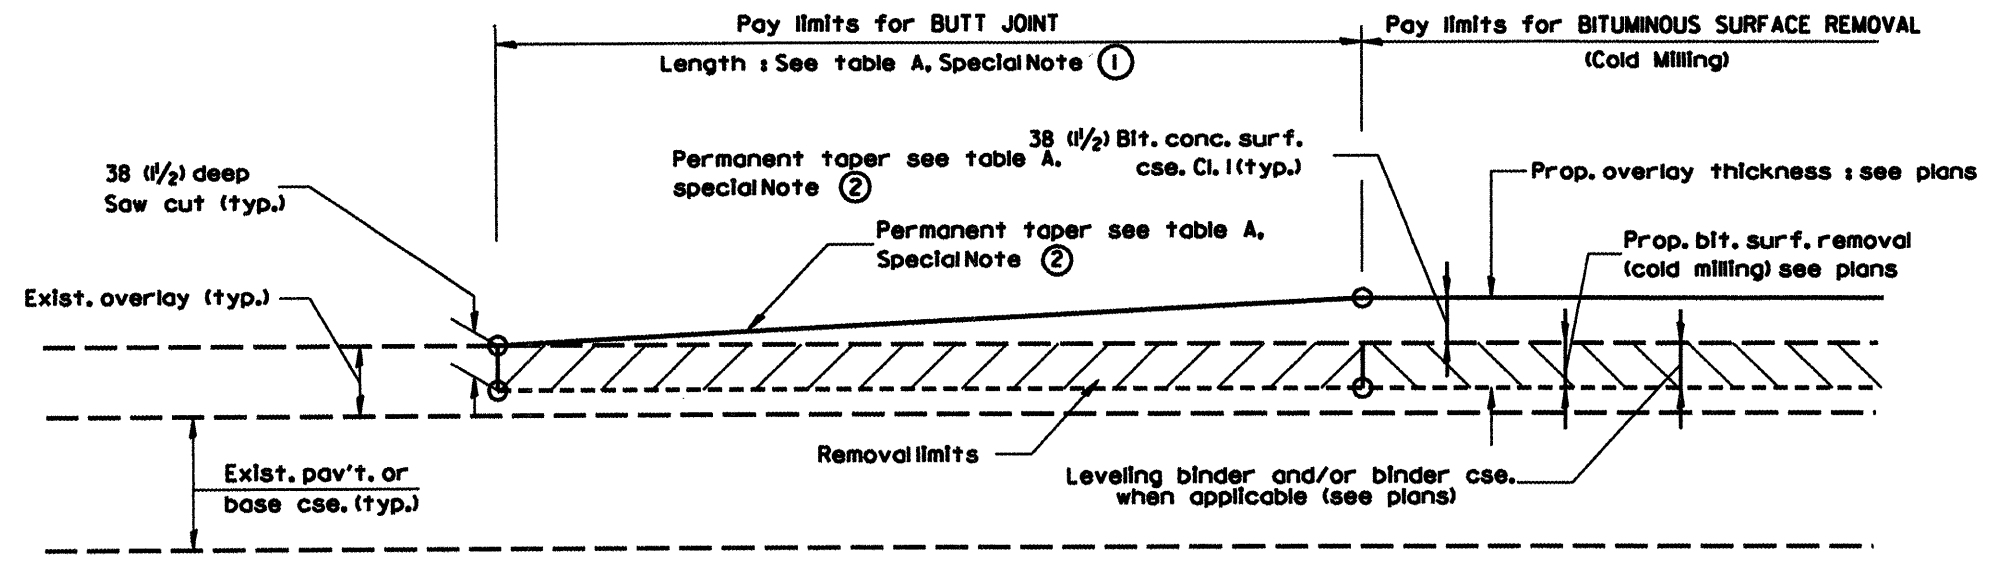 Pay limits for BUTT JOINT
Pay limits for BITUMINOUS SURFACE REMOVAL
Length : See table A, Special Note ①
(Cold Milling)
38 (1 1/2) Bit. conc. surf.
cse. Cl. I (typ.)
Permanent taper see table A.
special Note ②
38 (1 1/2) deep
Saw cut (typ.)
Prop. overlay thickness : see plans
Permanent taper see table A,
Special Note ②
Prop. bit. surf. removal
(cold milling) see plans
Exist. overlay (typ.)
Removal limits
Exist. pav't. or
base cse. (typ.)
Leveling binder and/or binder cse.
when applicable (see plans)